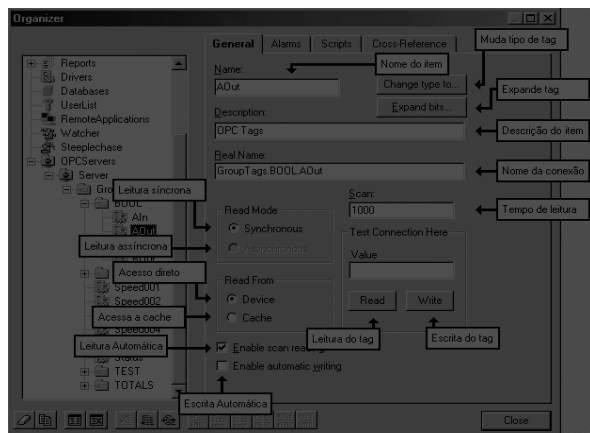 Organizer
General
Alarms
Scripts
Cross-Reference
Muda tipo de tag
Reports
Drivers
Databases
UserList
RemoteApplications
Watcher
Steeplechase
OPCServers
Server
BOOL
AIn
AOut
Speed001
Speed002
Speed004
Status
TEST
TOTALS
Name:
AOut
Nome do item
Change type to...
Expande tag
Expand bits...
Description:
OPC Tags
Descrição do item
Real Name:
GroupTags.BOOL.AOut
Nome da conexão
Leitura síncrona
Scan:
1000
Tempo de leitura
Read Mode
Synchronous
Asynchronous
Leitura assíncrona
Test Connection Here
Value
Read
Write
Acesso direto
Read From
Device
Cache
Acessa a cache
Leitura do tag
Escrita do tag
Leitura Automática
Enable scan reading
Enable automatic writing
Escrita Automática
Close